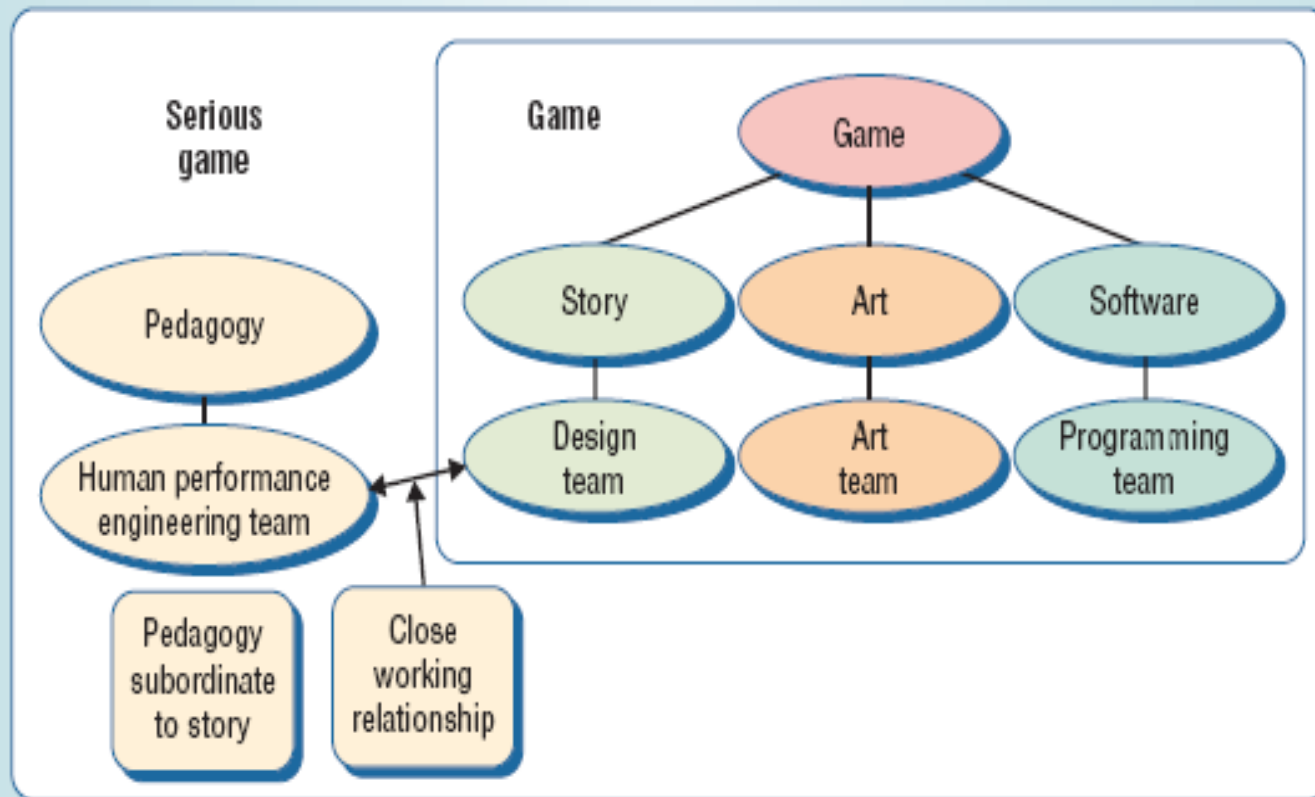 Serious
game
Game
Game
Story
Art
Software
Pedagogy
Design
team
Art
team
Programming
team
Human performance
engineering team
Pedagogy
subordinate
to story
Close
working
relationship